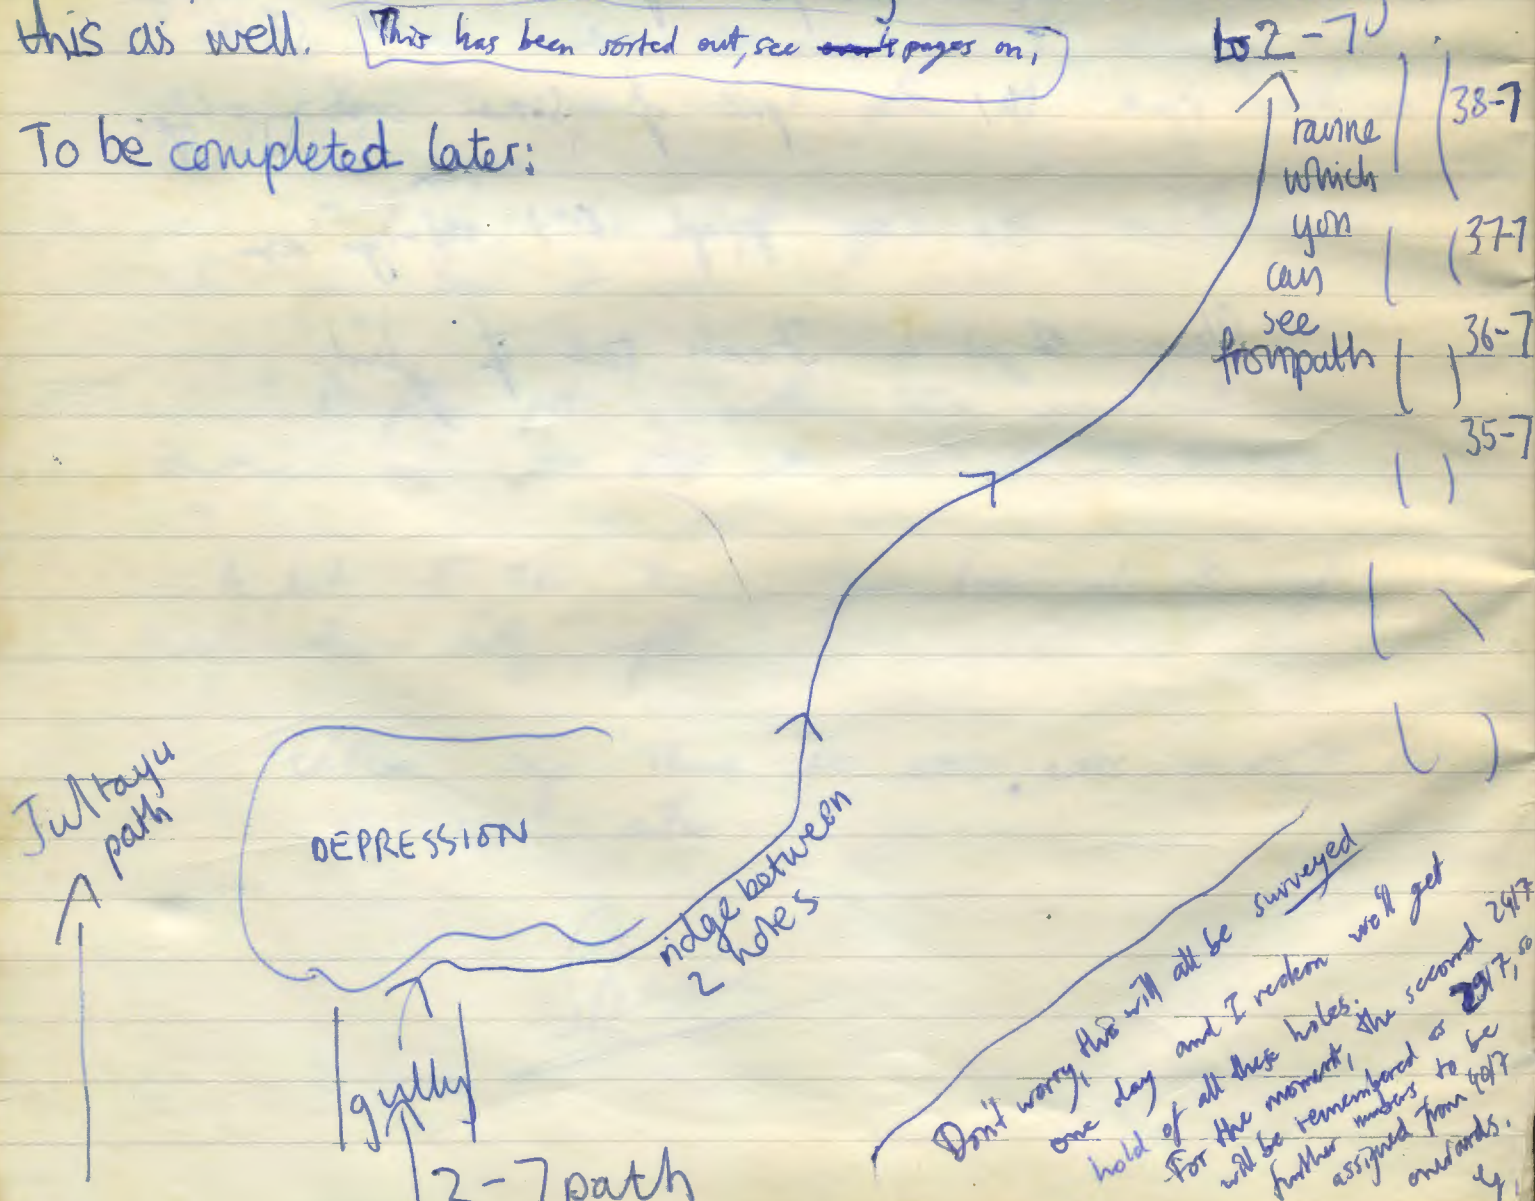 this as well. This has been sorted out, see pages on,
to 2-7
To be completed later:
ravine
which
you
can
see
from path
38-7
37-7
36-7
35-7
Jultayu
path
DEPRESSION
ridge between
2 holes
gully
2-7 path
Don't worry, this will all be surveyed
one day and I reckon we'll get
hold of all these holes.
For the moment, the second 24/7
will be remembered as 39/7, so
further numbers to be
assigned from 40/7
onwards.